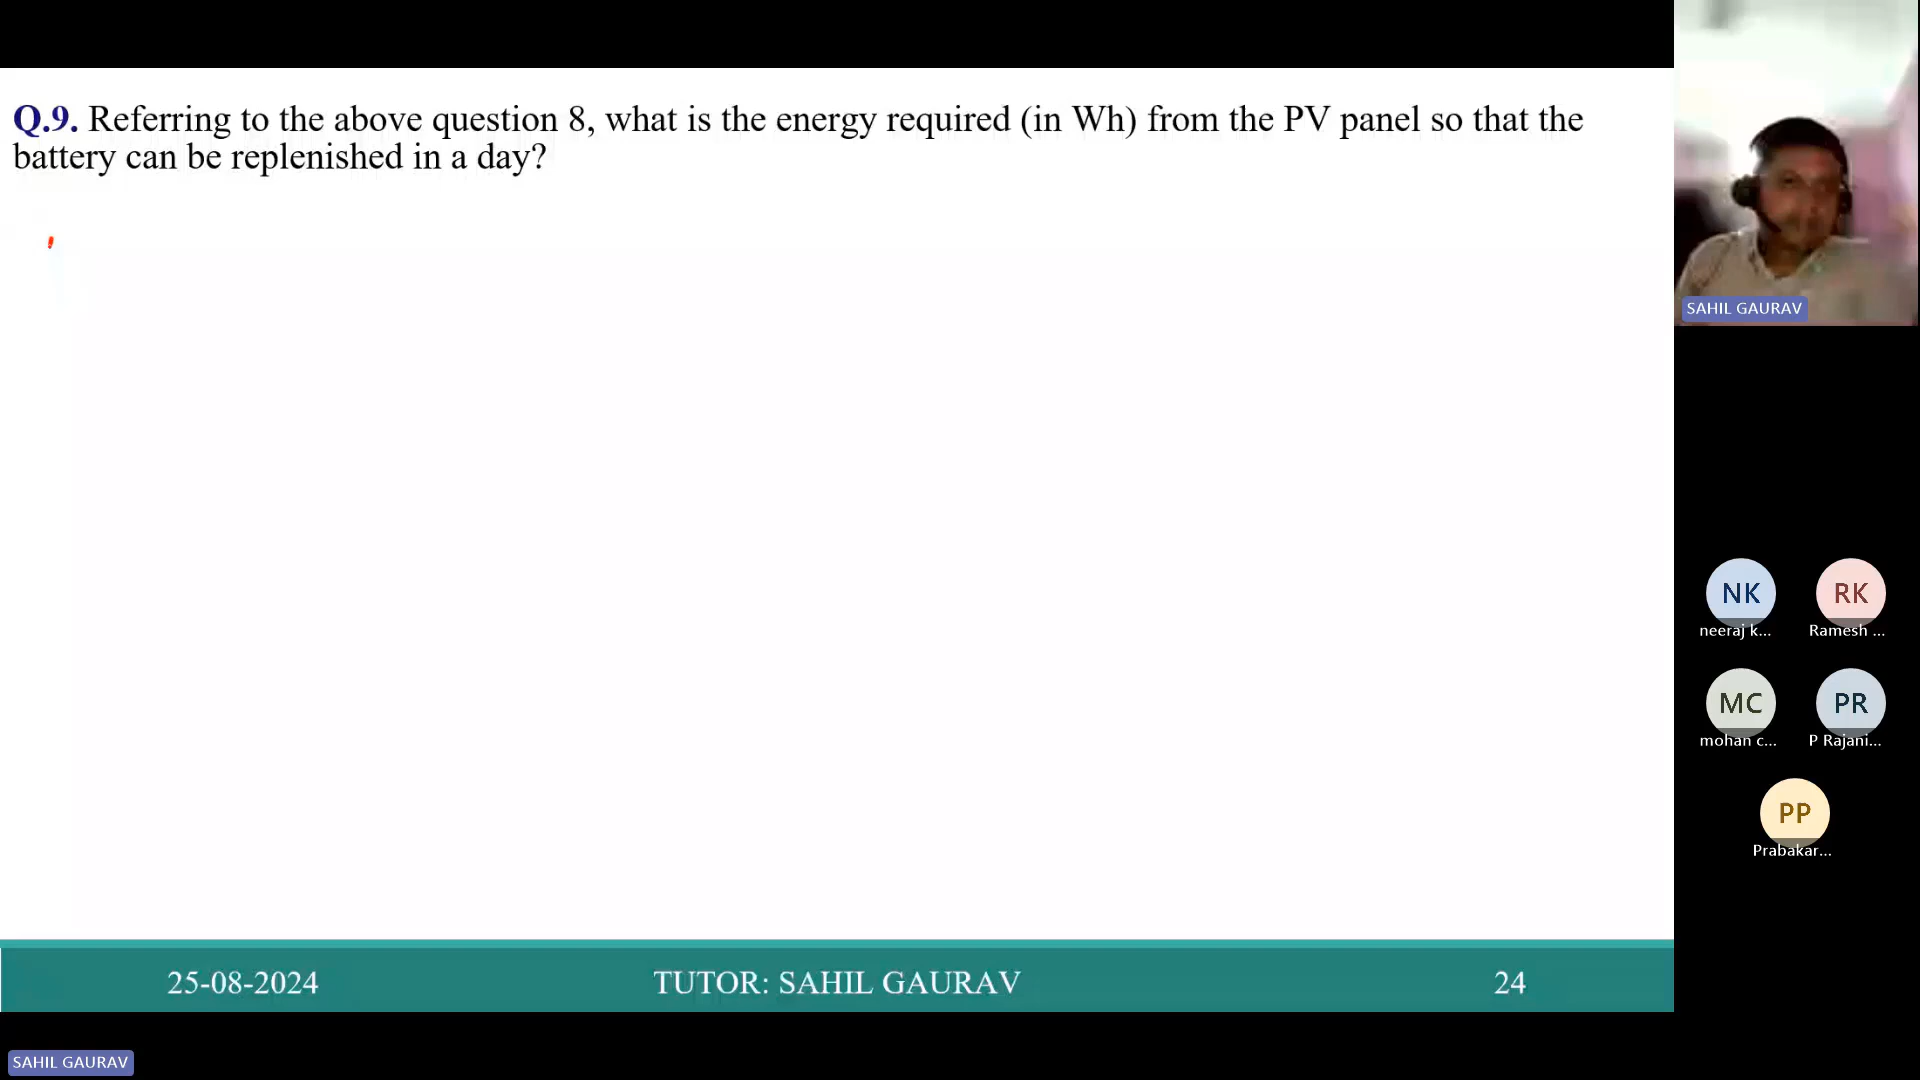 Q.9. Referring to the above question 8, what is the energy required (in Wh) from the PV panel so that the
battery can be replenished in a day?
SAHIL GAURAV
NK
RK
neeraj k...
Ramesh ...
MC
PR
mohan c...
P Rajani...
PP
Prabakar...
25-08-2024
TUTOR: SAHIL GAURAV
24
SAHIL GAURAV